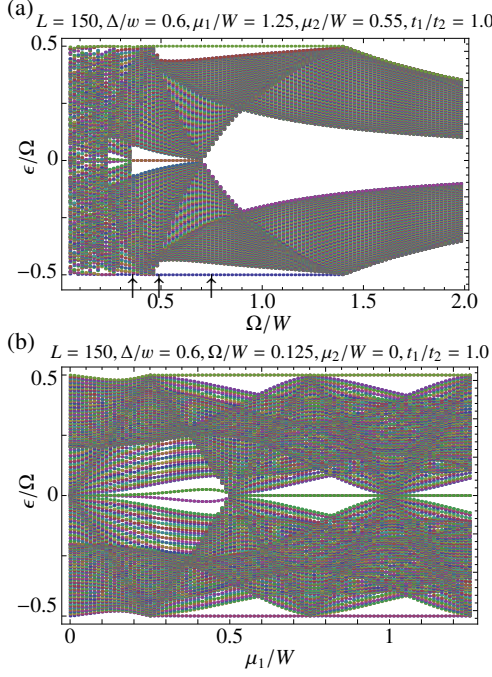 (a)
L = 150, Δ/w = 0.6, μ₁/W = 1.25, μ₂/W = 0.55, t₁/t₂ = 1.0
0.5
ϵ/Ω
0
−0.5
0.5 1.0 1.5 2.0
Ω/W
(b)
L = 150, Δ/w = 0.6, Ω/W = 0.125, μ₂/W = 0, t₁/t₂ = 1.0
0.5
ϵ/Ω
0
−0.5
0 0.5 1
μ₁/W